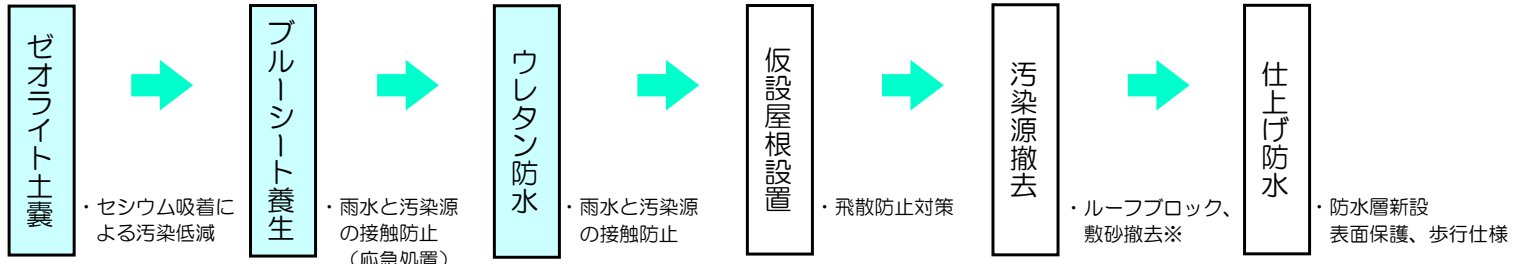 ゼオライト土嚢
・セシウム吸着に
よる汚染低減
ブルーシート養生
・雨水と汚染源
の接触防止
(応急処置)
ウレタン防水
・雨水と汚染源
の接触防止
仮設屋根設置
・飛散防止対策
汚染源撤去
・ルーフブロック、
敷砂撤去※
仕上げ防水
・防水層新設
表面保護、歩行仕様